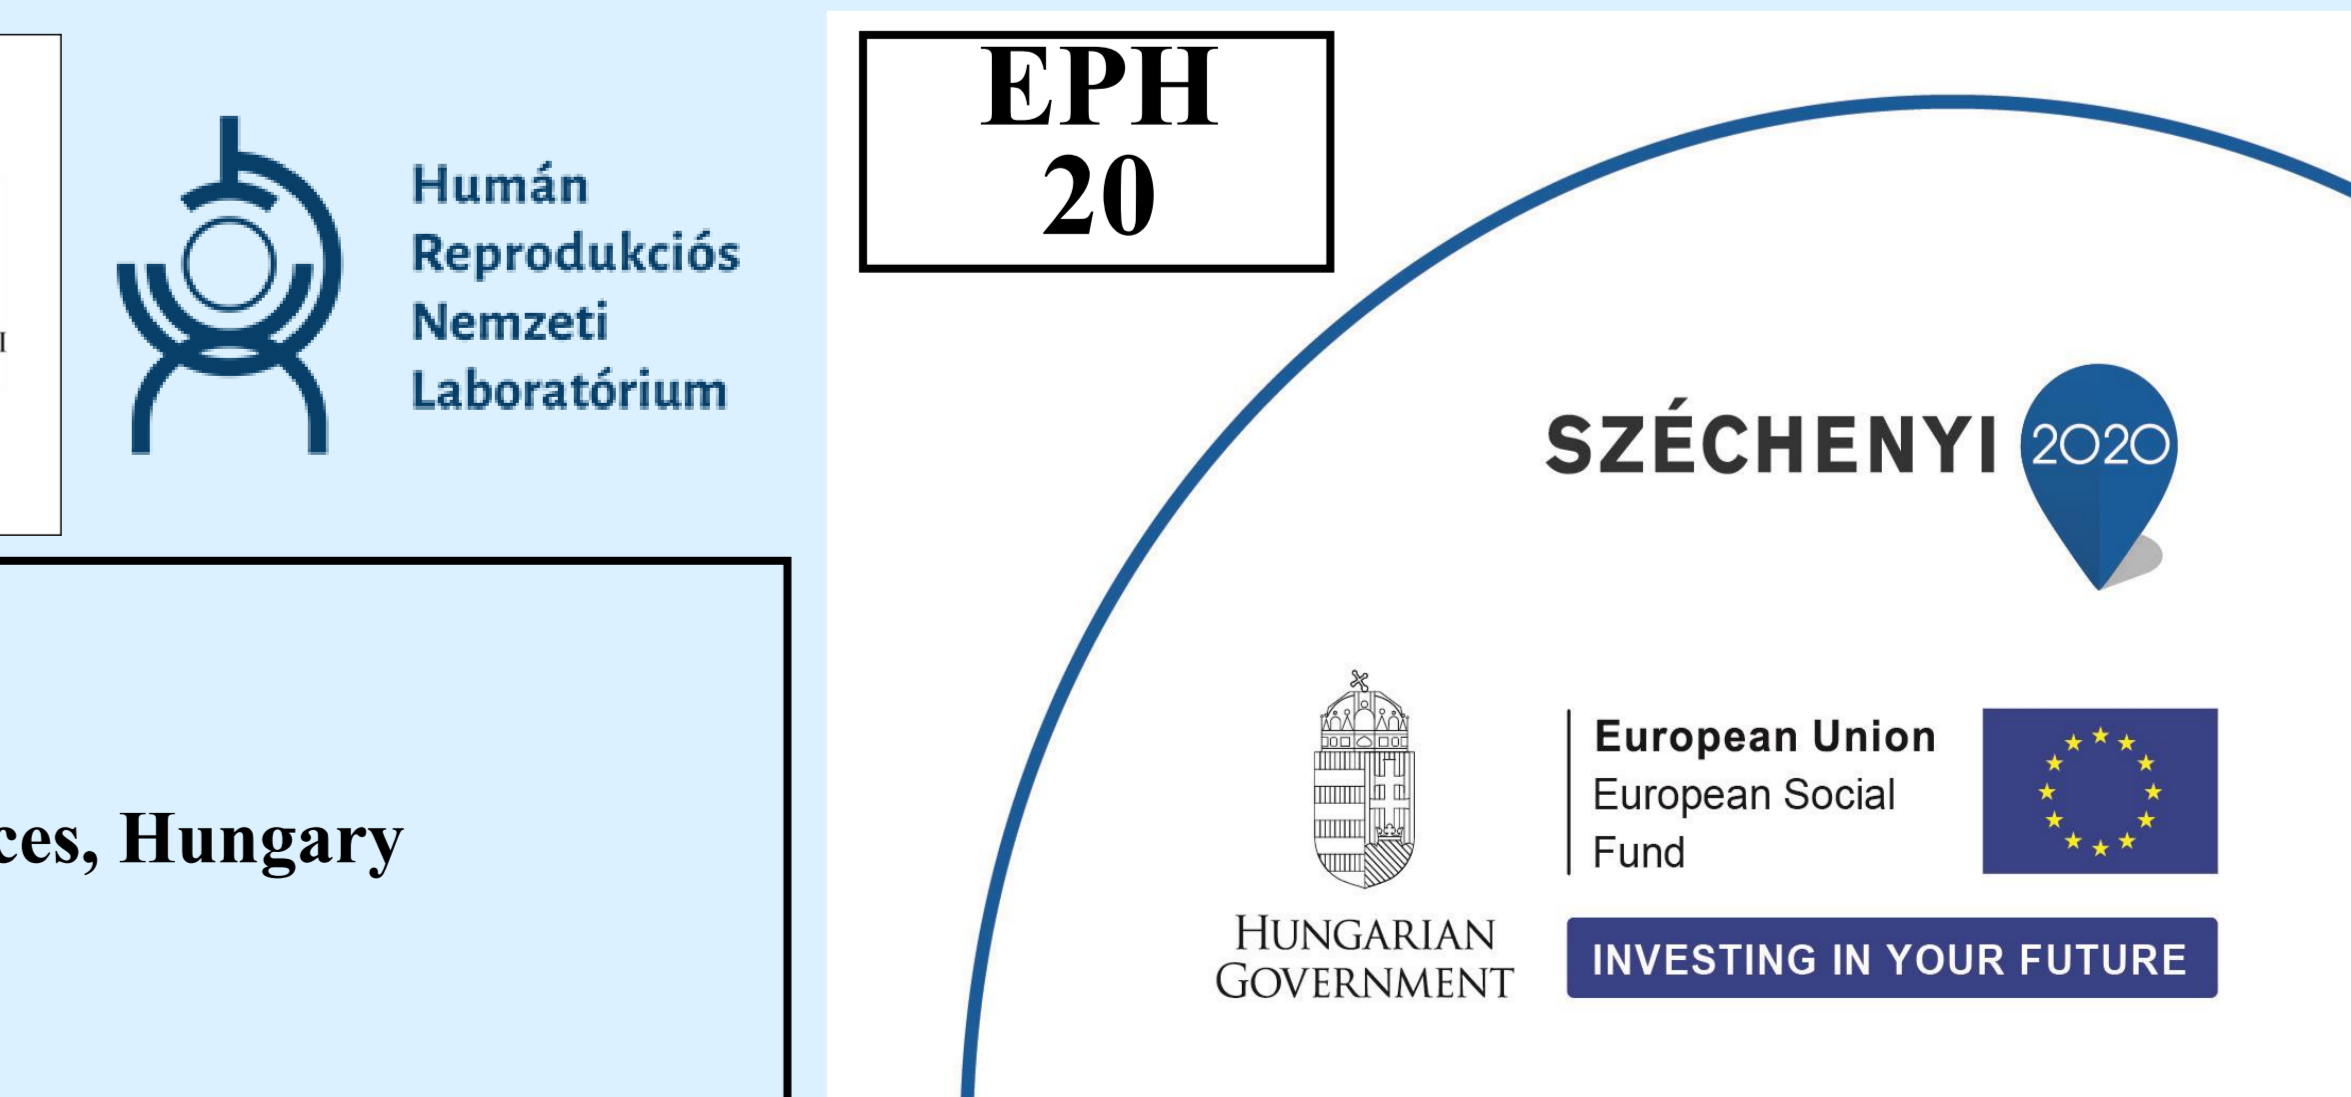 Humán
Reprodukciós
Nemzeti
Laboratórium
, Hungary
EPH
20
SZÉCHENYI 2020
HUNGARIAN
GOVERNMENT
European Union
European Social
Fund
INVESTING IN YOUR FUTURE